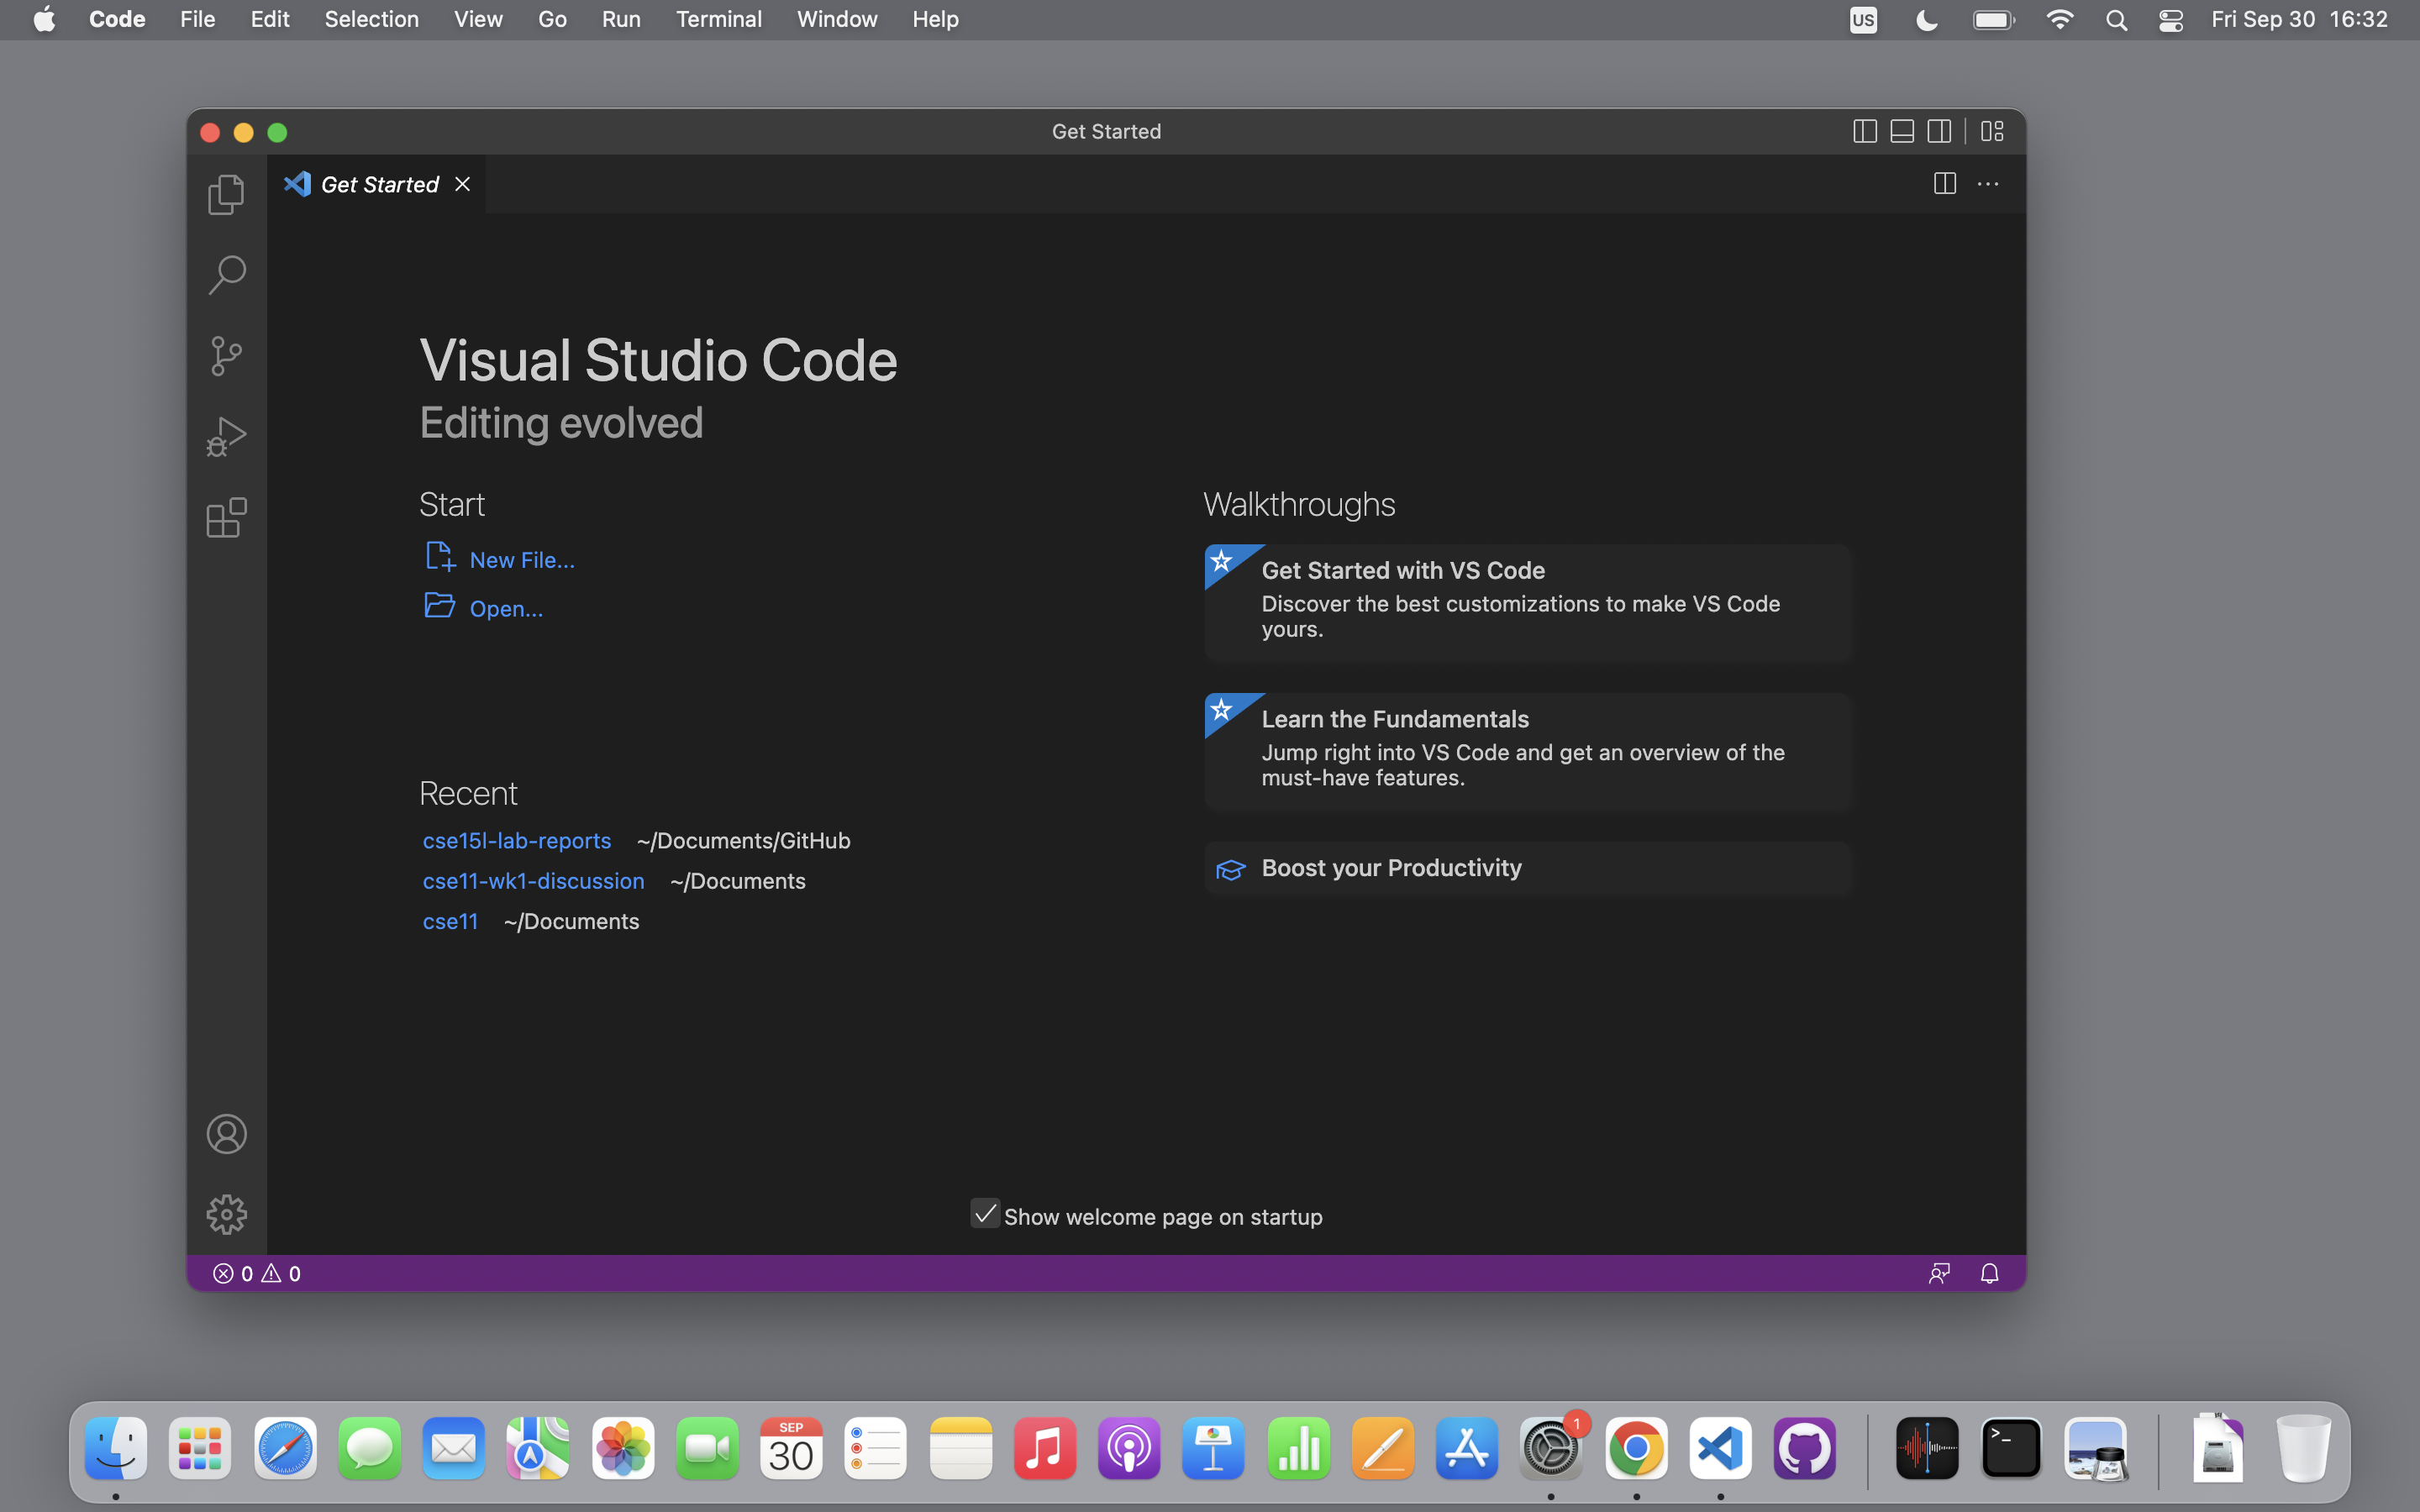 Code File Edit Selection View Go Run Terminal Window Help US Fri Sep 30 16:32
Get Started
Get Started
Visual Studio Code
Editing evolved
Start
New File...
Open...
Recent
cse15l-lab-reports ~/Documents/GitHub
cse11-wk1-discussion ~/Documents
cse11 ~/Documents
Walkthroughs
Get Started with VS Code
Discover the best customizations to make VS Code
yours.
Learn the Fundamentals
Jump right into VS Code and get an overview of the
must-have features.
Boost your Productivity
Show welcome page on startup
0 0
SEP
30
1
>_